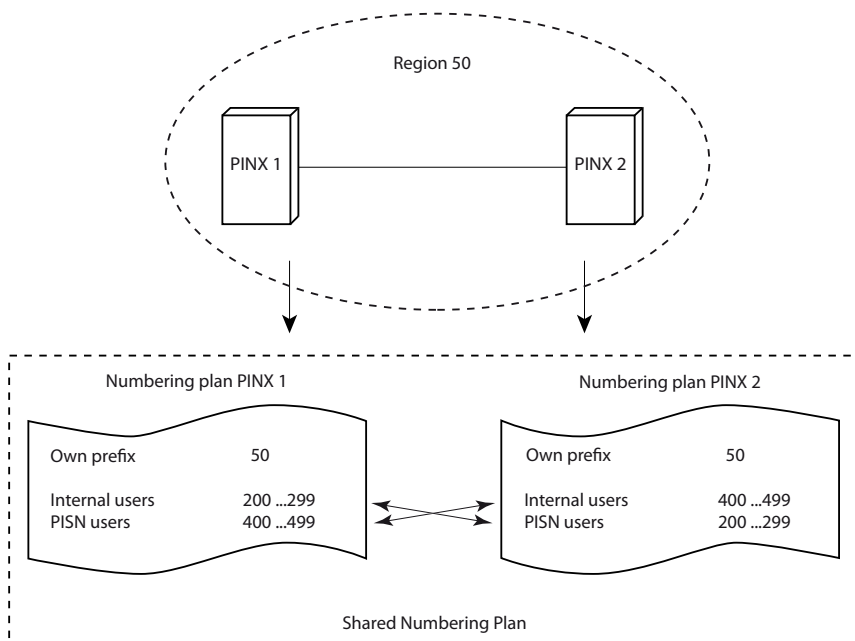 Region 50
PINX 1
PINX 2
Numbering plan PINX 1
Numbering plan PINX 2
Own prefix 50
Internal users 200 ...299
PISN users 400 ...499
Own prefix 50
Internal users 400 ...499
PISN users 200 ...299
Shared Numbering Plan